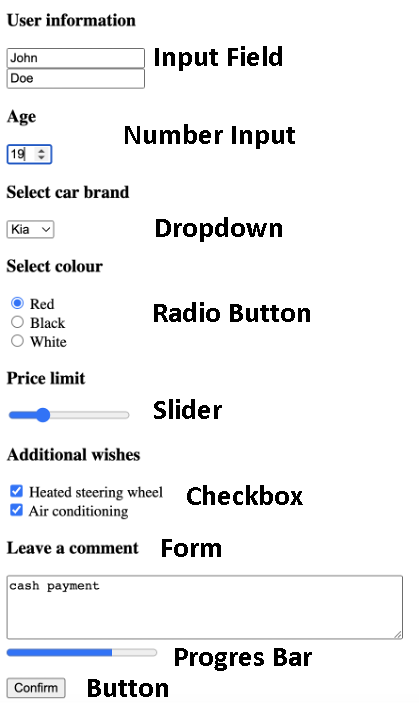 User information
John
Input Field
Doe
Age
Number Input
19
Select car brand
Kia
Dropdown
Select colour
Red
Black
Radio Button
White
Price limit
Slider
Additional wishes
Heated steering wheel
Checkbox
Air conditioning
Leave a comment Form
cash payment
Progres Bar
Confirm Button